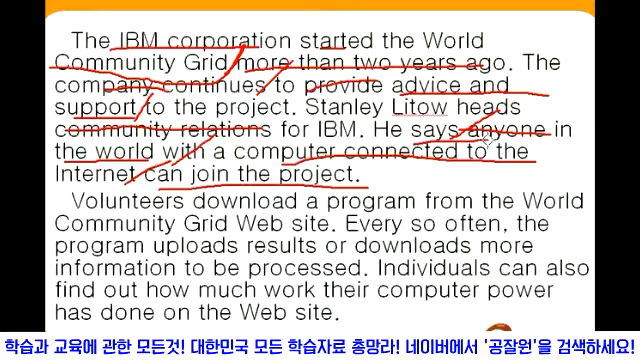 The IBM corporation started the World
Community Grid more than two years ago. The
company continues to provide advice and
support to the project. Stanley Litow heads
community relations for IBM. He says anyone in
the world with a computer connected to the
Internet can join the project.
Volunteers download a program from the World
Community Grid Web site. Every so often, the
program uploads results or downloads more
information to be processed. Individuals can also
find out how much work their computer power
has done on the Web site.
학습과 교육에 관한 모든것! 대한민국 모든 학습자료 총망라! 네이버에서 '공잘원'을 검색하세요!